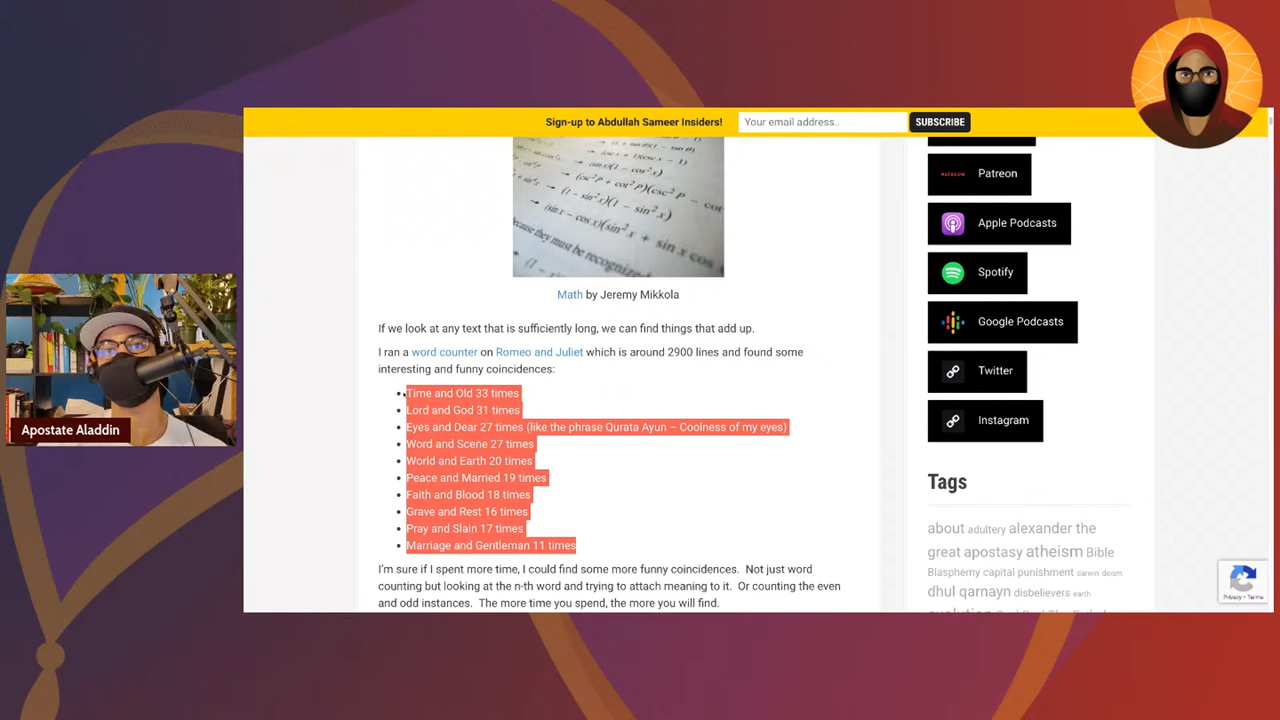 Sign-up to Abdullah Sameer Insiders!
Your email address..
SUBSCRIBE
because they must be recognized
Math by Jeremy Mikkola
If we look at any text that is sufficiently long, we can find things that add up.
I ran a word counter on Romeo and Juliet which is around 2900 lines and found some
interesting and funny coincidences:
• Time and Old 33 times
• Lord and God 31 times
• Eyes and Dear 27 times (like the phrase Qurata Ayun – Coolness of my eyes)
• Word and Scene 27 times
• World and Earth 20 times
• Peace and Married 19 times
• Faith and Blood 18 times
• Grave and Rest 16 times
• Pray and Slain 17 times
• Marriage and Gentleman 11 times
I'm sure if I spent more time, I could find some more funny coincidences. Not just word
counting but looking at the n-th word and trying to attach meaning to it. Or counting the even
and odd instances. The more time you spend, the more you will find.
PATREON Patreon
Apple Podcasts
Spotify
Google Podcasts
Twitter
Instagram
Tags
about adultery alexander the
great apostasy atheism Bible
Blasphemy capital punishment darwin deism
dhul qarnayn disbelievers earth
Privacy • Terms
Apostate Aladdin